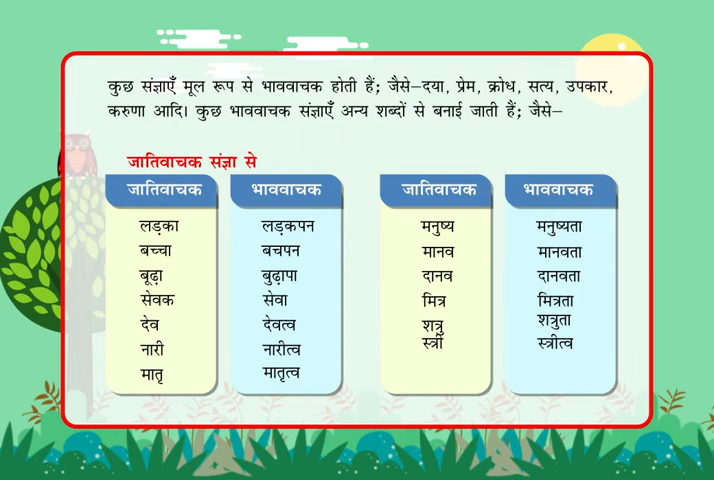 कुछ संज्ञाएँ मूल रूप से भाववाचक होती हैं; जैसे–दया, प्रेम, क्रोध, सत्य, उपकार,
करुणा आदि। कुछ भाववाचक संज्ञाएँ अन्य शब्दों से बनाई जाती हैं; जैसे–
जातिवाचक संज्ञा से
जातिवाचक भाववाचक
लड़का लड़कपन
बच्चा बचपन
बूढ़ा बुढ़ापा
सेवक सेवा
देव देवत्व
नारी नारीत्व
मातृ मातृत्व
जातिवाचक भाववाचक
मनुष्य मनुष्यता
मानव मानवता
दानव दानवता
मित्र मित्रता
शत्रु शत्रुता
स्त्री स्त्रीत्व